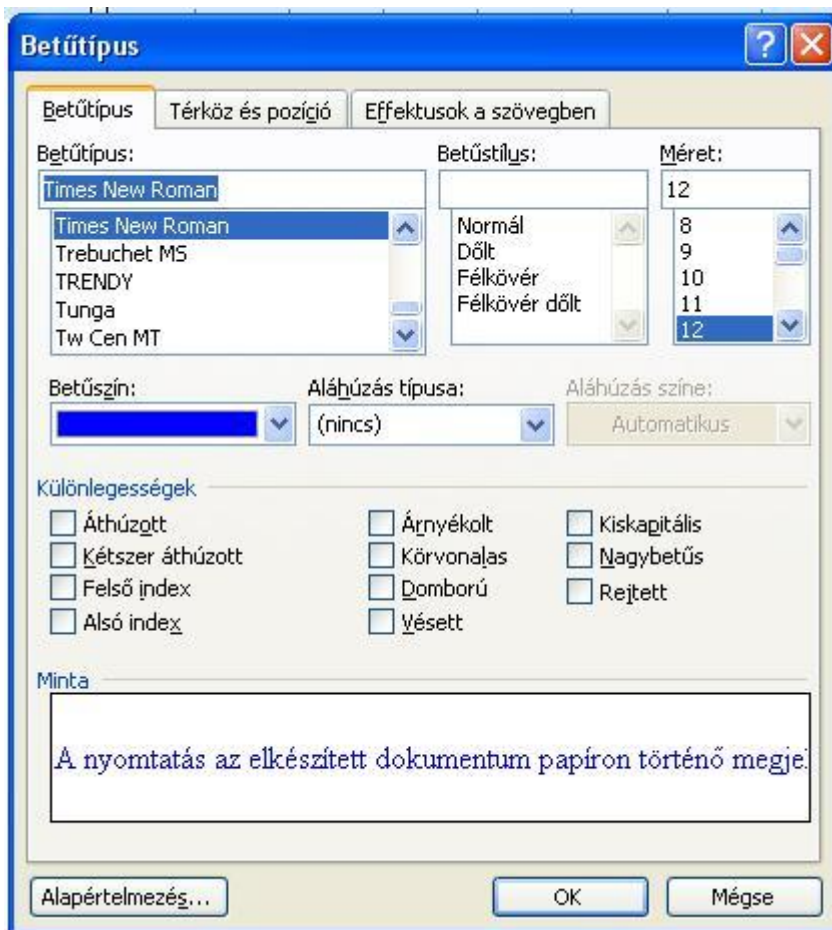 Betűtípus
Betűtípus Térköz és pozíció Effektusok a szövegben
Betűtípus: Betűstílus: Méret:
Times New Roman 12
Times New Roman Normál 8
Trebuchet MS Dőlt 9
TRENDY Félkövér 10
Tunga Félkövér dőlt 11
Tw Cen MT 12
Betűszín: Aláhúzás típusa: Aláhúzás színe:
(nincs) Automatikus
Különlegességek
Áthúzott Árnyékolt Kiskapitális
Kétszer áthúzott Körvonalas Nagybetűs
Felső index Domború Rejtett
Alsó index Vésett
Minta
A nyomtatás az elkészített dokumentum papíron történő megje
Alapértelmezés... OK Mégse